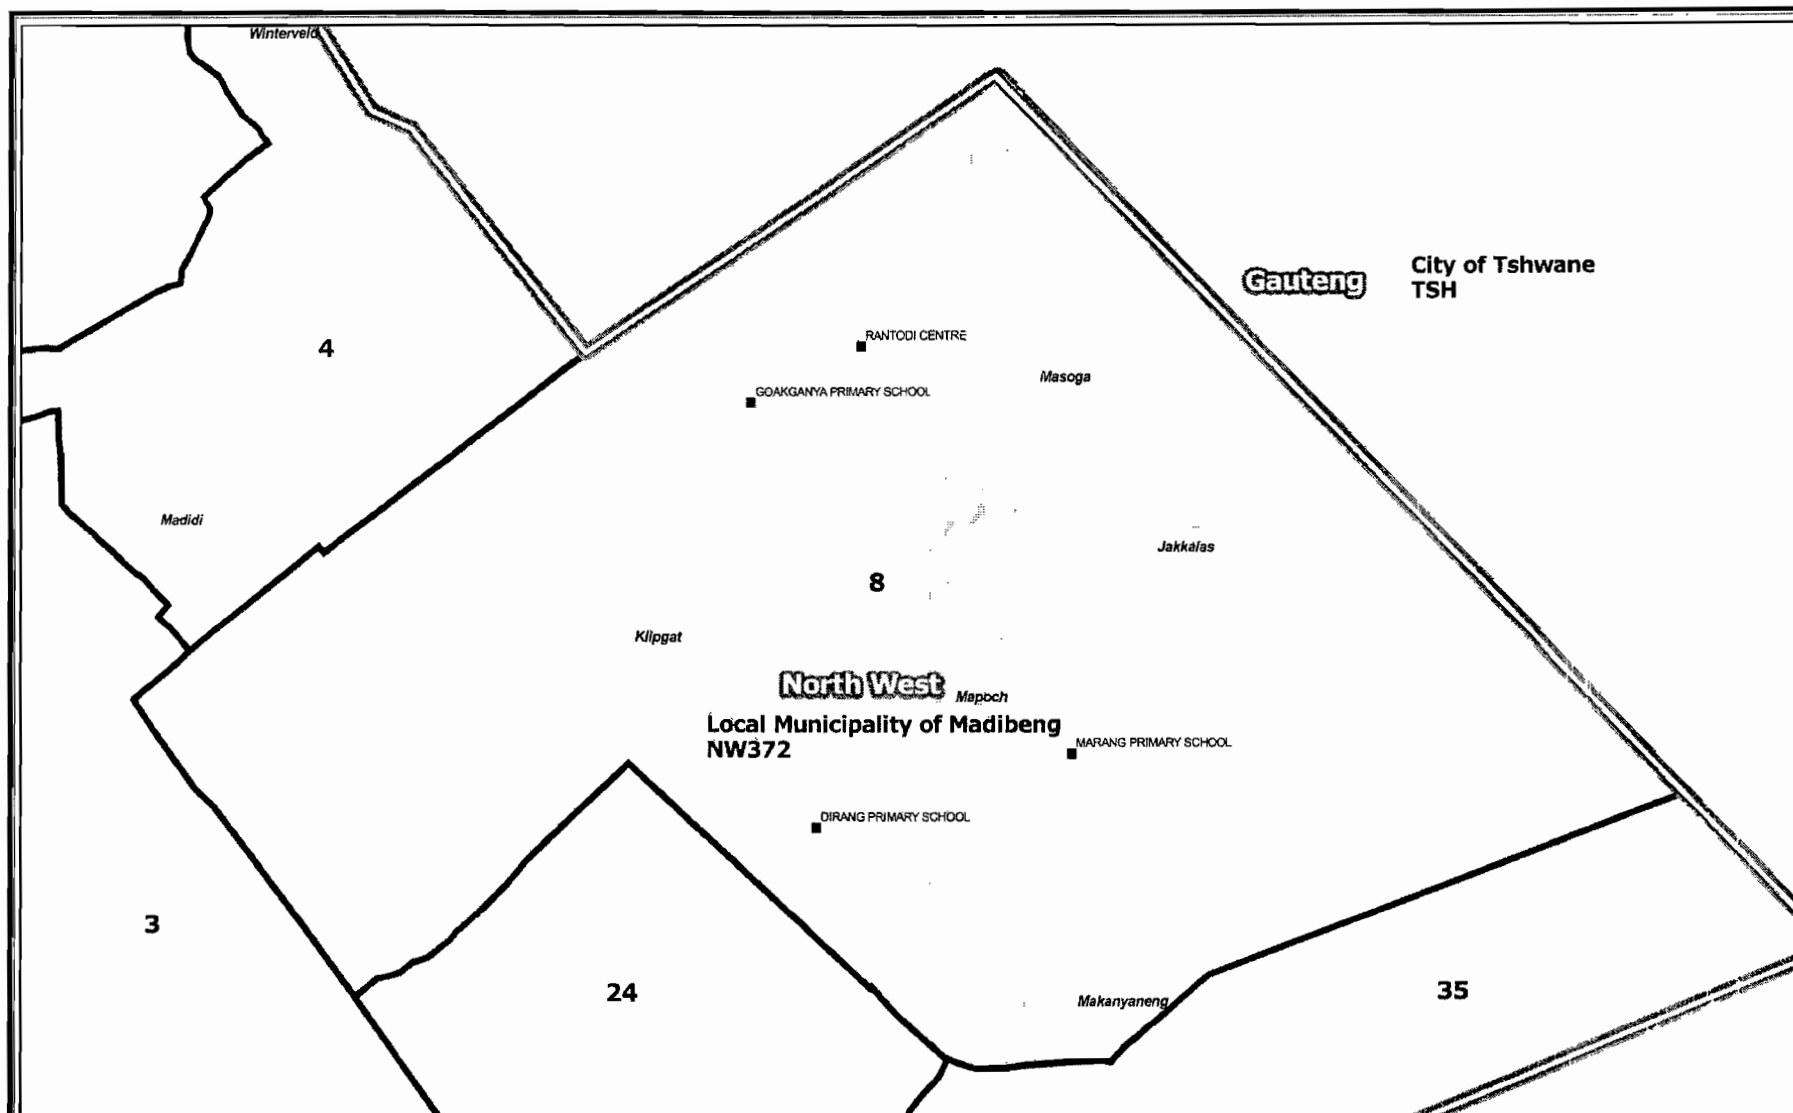 Winterveld
Gauteng
City of Tshwane
TSH
RANTODI CENTRE
4
Masoga
GOAKGANYA PRIMARY SCHOOL
Madidi
Jakkalas
8
Klipgat
North West
Mapoch
Local Municipality of Madibeng
NW372
MARANG PRIMARY SCHOOL
DIRANG PRIMARY SCHOOL
3
24
35
Makanyaneng